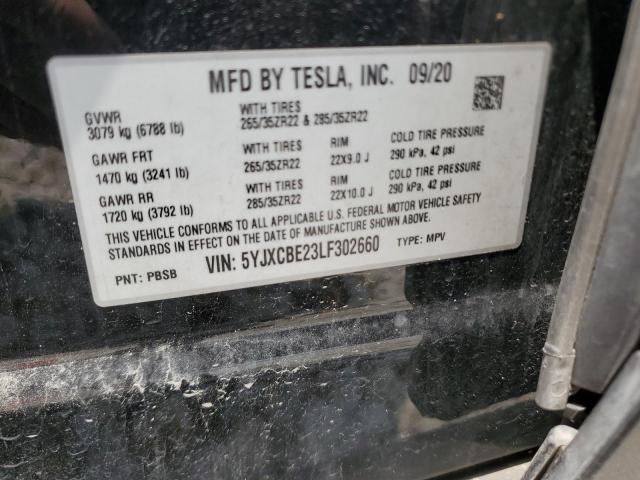 MFD BY TESLA, INC. 09/20
GVWR
3079 kg (6788 lb)
WITH TIRES
265/35ZR22 & 285/35ZR22
GAWR FRT
1470 kg (3241 lb)
WITH TIRES
265/35ZR22
RIM
22X9.0 J
COLD TIRE PRESSURE
290 kPa, 42 psi
GAWR RR
1720 kg (3792 lb)
WITH TIRES
285/35ZR22
RIM
22X10.0 J
COLD TIRE PRESSURE
290 kPa, 42 psi
THIS VEHICLE CONFORMS TO ALL APPLICABLE U.S. FEDERAL MOTOR VEHICLE SAFETY
STANDARDS IN EFFECT ON THE DATE OF MANUFACTURE SHOWN ABOVE.
PNT: PBSB
VIN: 5YJXCBE23LF302660
TYPE: MPV